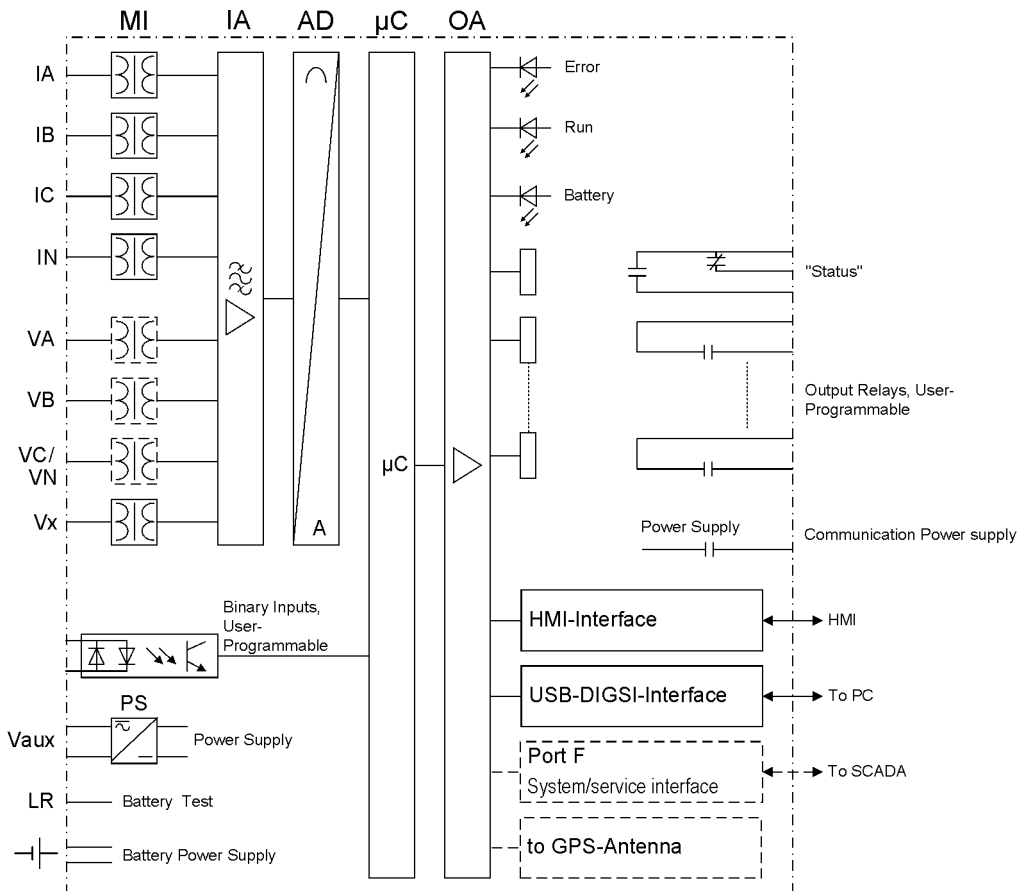 MI IA AD µC OA
IA
IB
IC
IN
VA
VB
VC/
VN
Vx
A
µC
Error
Run
Battery
"Status"
Output Relays, User-
Programmable
Power Supply
Communication Power supply
Binary Inputs,
User-
Programmable
HMI-Interface
HMI
USB-DIGSI-Interface
To PC
PS
Vaux
Power Supply
Port F
System/service interface
To SCADA
LR
Battery Test
to GPS-Antenna
Battery Power Supply